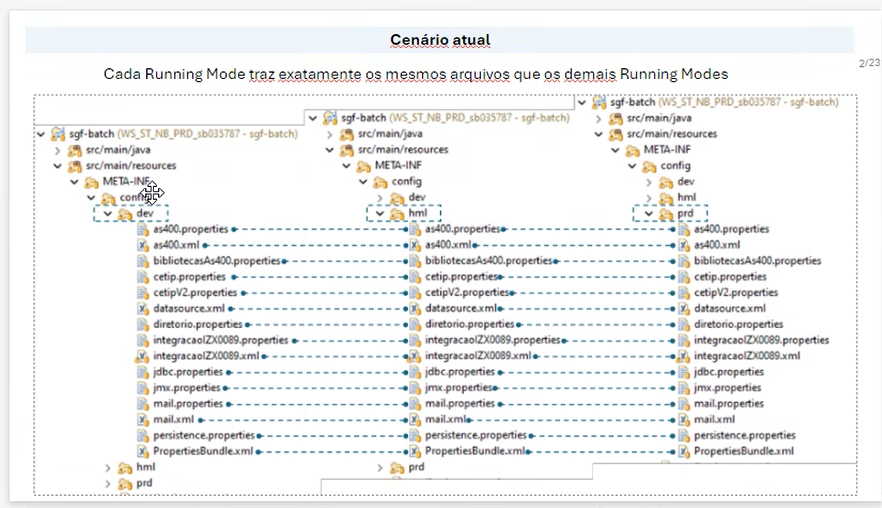 Cenário atual
Cada Running Mode traz exatamente os mesmos arquivos que os demais Running Modes
2/23
sgf-batch (WS_ST_NB_PRD_sb035787 - sgf-batch)
src/main/java
src/main/resources
META-INF
config
dev
as400.properties
as400.xml
bibliotecasAs400.properties
cetip.properties
cetipV2.properties
datasource.xml
diretorio.properties
integracaoIZX0089.properties
integracaoIZX0089.xml
jdbc.properties
jmx.properties
mail.properties
mail.xml
persistence.properties
PropertiesBundle.xml
hml
prd
sgf-batch (WS_ST_NB_PRD_sb035787 - sgf-batch)
src/main/java
src/main/resources
META-INF
config
dev
hml
as400.properties
as400.xml
bibliotecasAs400.properties
cetip.properties
cetipV2.properties
datasource.xml
diretorio.properties
integracaoIZX0089.properties
integracaoIZX0089.xml
jdbc.properties
jmx.properties
mail.properties
mail.xml
persistence.properties
PropertiesBundle.xml
prd
sgf-batch (WS_ST_NB_PRD_sb035787 - sgf-batch)
src/main/java
src/main/resources
META-INF
config
dev
hml
prd
as400.properties
as400.xml
bibliotecasAs400.properties
cetip.properties
cetipV2.properties
datasource.xml
diretorio.properties
integracaoIZX0089.properties
integracaoIZX0089.xml
jdbc.properties
jmx.properties
mail.properties
mail.xml
persistence.properties
PropertiesBundle.xml